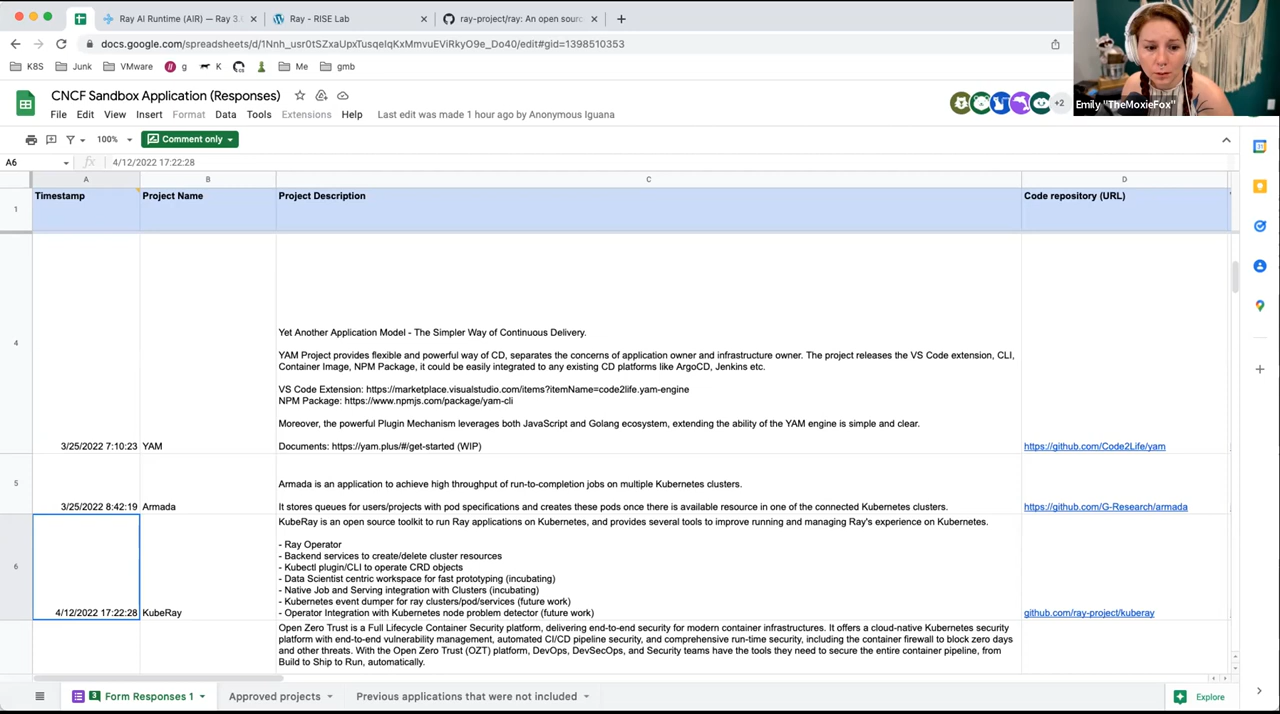 Ray AI Runtime (AIR) — Ray 3.
Ray - RISE Lab
ray-project/ray: An open sourc
docs.google.com/spreadsheets/d/1Nnh_usr0tSZxaUpxTusqeIqKxMmvuEViRkyO9e_Do40/edit#gid=1398510353
K8S
Junk
VMware
g
K
Me
gmb
Emily "TheMoxieFox"
CNCF Sandbox Application (Responses)
+2
File Edit View Insert Format Data Tools Extensions Help Last edit was made 1 hour ago by Anonymous Iguana
100% Comment only
A6 fx 4/12/2022 17:22:28
A B C D
1 Timestamp Project Name Project Description Code repository (URL)
Yet Another Application Model - The Simpler Way of Continuous Delivery.
YAM Project provides flexible and powerful way of CD, separates the concerns of application owner and infrastructure owner. The project releases the VS Code extension, CLI,
Container Image, NPM Package, it could be easily integrated to any existing CD platforms like ArgoCD, Jenkins etc.
VS Code Extension: https://marketplace.visualstudio.com/items?itemName=code2life.yam-engine
NPM Package: https://www.npmjs.com/package/yam-cli
Moreover, the powerful Plugin Mechanism leverages both JavaScript and Golang ecosystem, extending the ability of the YAM engine is simple and clear.
4 3/25/2022 7:10:23 YAM Documents: https://yam.plus/#/get-started (WIP) https://github.com/Code2Life/yam
Armada is an application to achieve high throughput of run-to-completion jobs on multiple Kubernetes clusters.
5 3/25/2022 8:42:19 Armada It stores queues for users/projects with pod specifications and creates these pods once there is available resource in one of the connected Kubernetes clusters. https://github.com/G-Research/armada
KubeRay is an open source toolkit to run Ray applications on Kubernetes, and provides several tools to improve running and managing Ray's experience on Kubernetes.
- Ray Operator
- Backend services to create/delete cluster resources
- Kubectl plugin/CLI to operate CRD objects
- Data Scientist centric workspace for fast prototyping (incubating)
- Native Job and Serving integration with Clusters (incubating)
- Kubernetes event dumper for ray clusters/pod/services (future work)
6 4/12/2022 17:22:28 KubeRay - Operator Integration with Kubernetes node problem detector (future work) github.com/ray-project/kuberay
Open Zero Trust is a Full Lifecycle Container Security platform, delivering end-to-end security for modern container infrastructures. It offers a cloud-native Kubernetes security
platform with end-to-end vulnerability management, automated CI/CD pipeline security, and comprehensive run-time security, including the container firewall to block zero days
and other threats. With the Open Zero Trust (OZT) platform, DevOps, DevSecOps, and Security teams have the tools they need to secure the entire container pipeline, from
Build to Ship to Run, automatically.
3 Form Responses 1 Approved projects Previous applications that were not included Explore